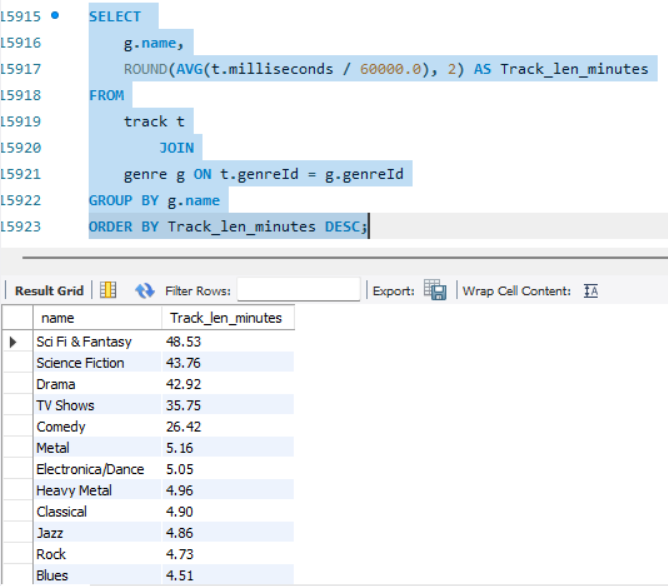 15915 SELECT
15916 g.name,
15917 ROUND(AVG(t.milliseconds / 60000.0), 2) AS Track_len_minutes
15918 FROM
15919 track t
15920 JOIN
15921 genre g ON t.genreId = g.genreId
15922 GROUP BY g.name
15923 ORDER BY Track_len_minutes DESC;
Result Grid Filter Rows: Export: Wrap Cell Content: IA
name Track_len_minutes
Sci Fi & Fantasy 48.53
Science Fiction 43.76
Drama 42.92
TV Shows 35.75
Comedy 26.42
Metal 5.16
Electronica/Dance 5.05
Heavy Metal 4.96
Classical 4.90
Jazz 4.86
Rock 4.73
Blues 4.51